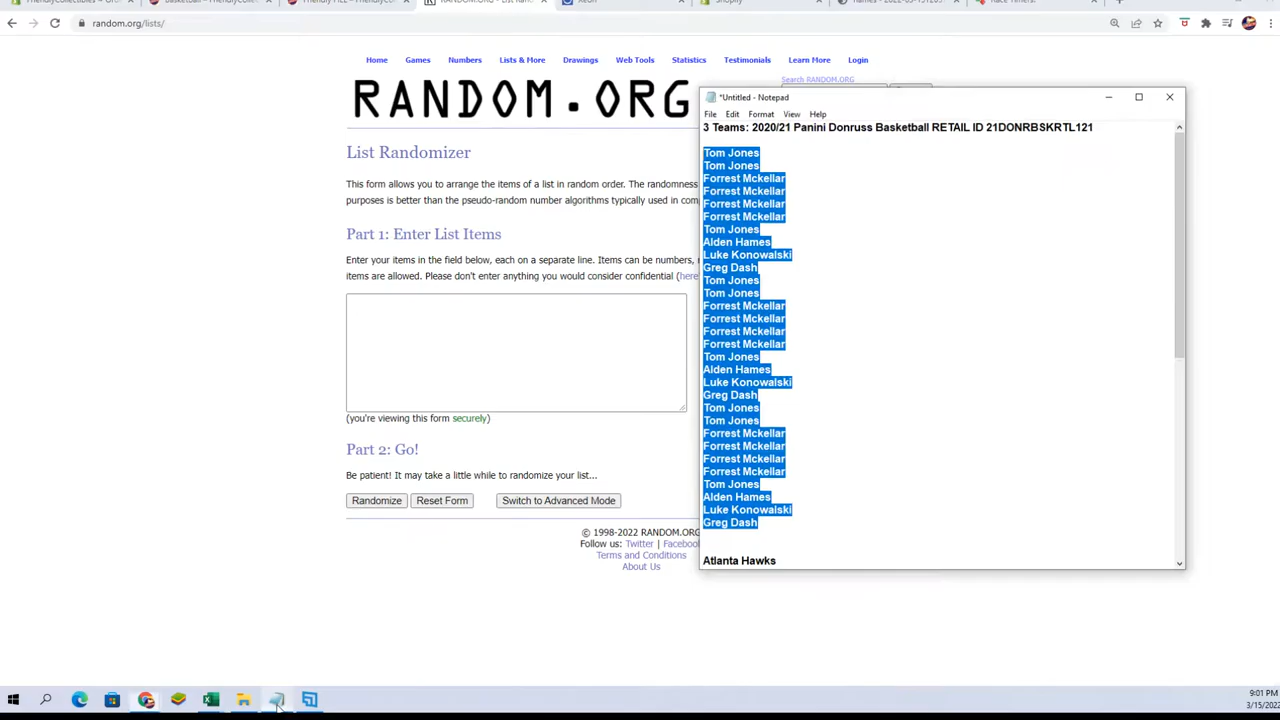 random.org/lists/
Home Games Numbers Lists & More Drawings Web Tools Statistics Testimonials Learn More Login
Search RANDOM.ORG
RANDOM.ORG
List Randomizer
This form allows you to arrange the items of a list in random order. The randomness
purposes is better than the pseudo-random number algorithms typically used in
Part 1: Enter List Items
Enter your items in the field below, each on a separate line. Items can be numbers,
items are allowed. Please don't enter anything you would consider confidential
(you're viewing this form securely)
Part 2: Go!
Be patient! It may take a little while to randomize your list...
Randomize Reset Form Switch to Advanced Mode
© 1998-2022 RANDOM.ORG
Follow us: Twitter |
Terms and Conditions
About Us
*Untitled - Notepad
File Edit Format View Help
3 Teams: 2020/21 Panini Donruss Basketball RETAIL ID 21DONRBSKRTL121
Tom Jones
Tom Jones
Forrest Mckellar
Forrest Mckellar
Forrest Mckellar
Forrest Mckellar
Tom Jones
Alden Hames
Luke Konowalski
Greg Dash
Tom Jones
Tom Jones
Forrest Mckellar
Forrest Mckellar
Forrest Mckellar
Forrest Mckellar
Tom Jones
Alden Hames
Luke Konowalski
Greg Dash
Tom Jones
Tom Jones
Forrest Mckellar
Forrest Mckellar
Forrest Mckellar
Forrest Mckellar
Tom Jones
Alden Hames
Luke Konowalski
Greg Dash
Atlanta Hawks
9:01 PM